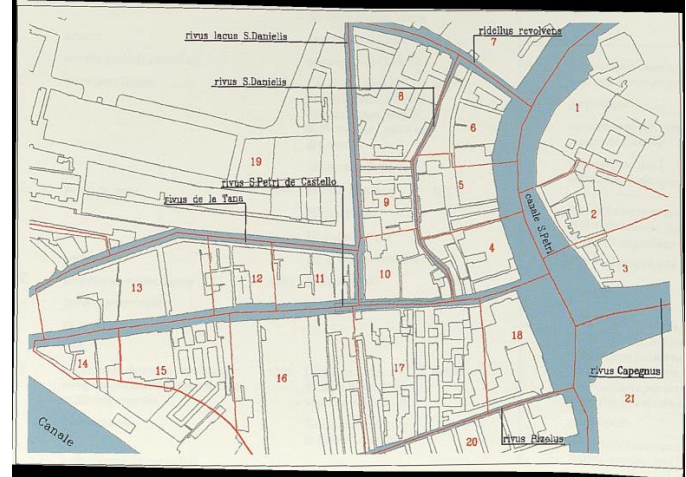 rivus lacus S.Danielis
ridellus revolvens
7
rivus S.Danielis
8
6
1
19
rivus S.Petri de Castello
5
rivus de la Tana
9
2
canale S.Petri
4
3
13
12
11
10
18
14
15
16
17
rivus Capegnus
21
Canale
20
rivus Pizolus